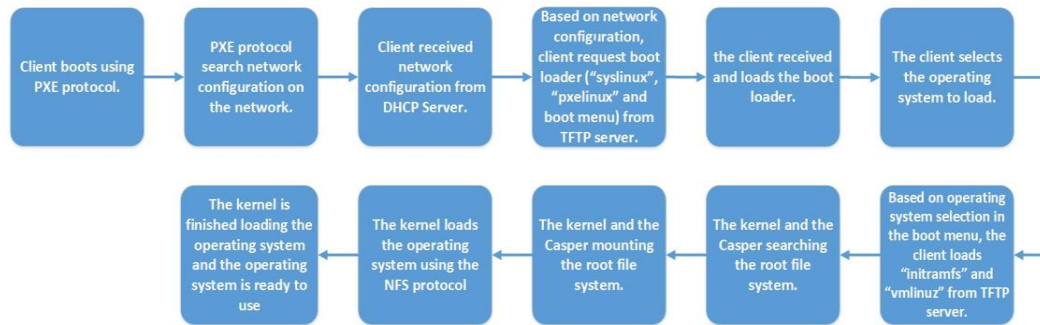 Client boots using
PXE protocol.
PXE protocol
search network
configuration on
the network.
Client received
network
configuration from
DHCP Server.
Based on network
configuration,
client request boot
loader (“syslinux”,
“pxelinux” and
boot menu) from
TFTP server.
the client received
and loads the boot
loader.
The client selects
the operating
system to load.
Based on operating
system selection in
the boot menu, the
client loads
“initramfs” and
“vmlinuz” from TFTP
server.
The kernel and the
Casper searching
the root file
system.
The kernel and the
Casper mounting
the root file
system.
The kernel loads
the operating
system using the
NFS protocol
The kernel is
finished loading the
operating system
and the operating
system is ready to
use